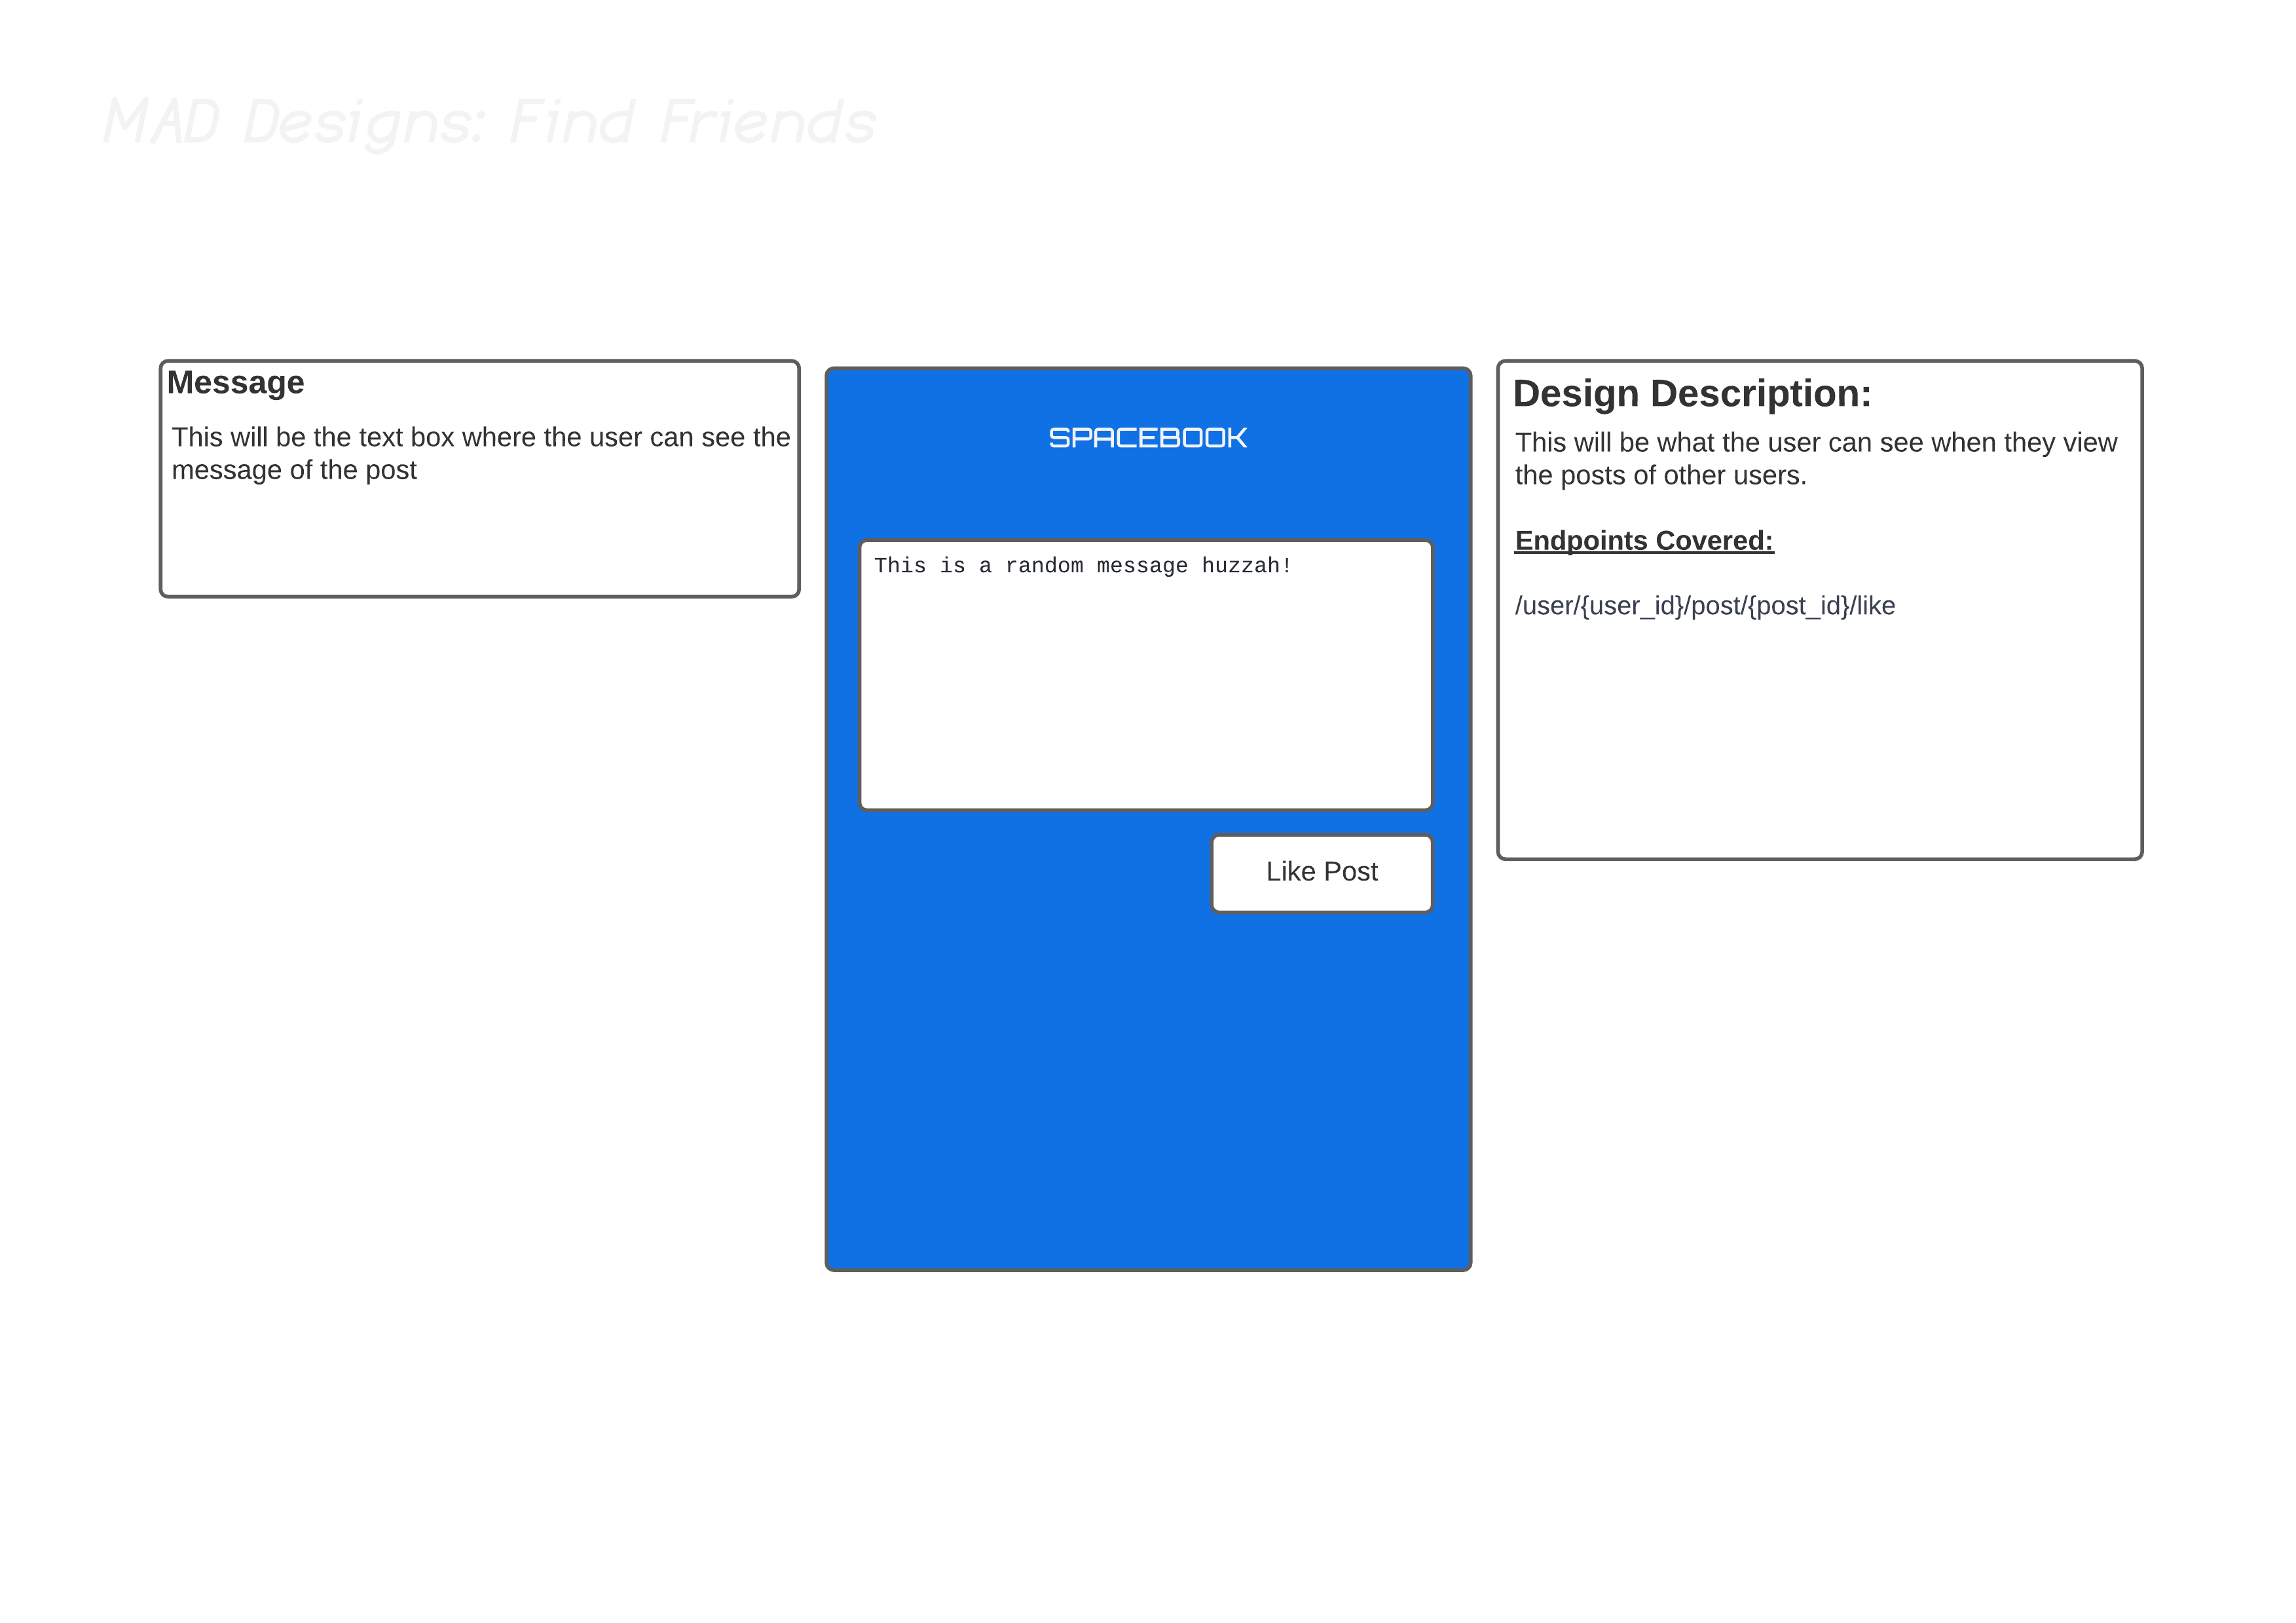 MAD Designs: Find Friends
Message
This will be the text box where the user can see the
message of the post
SPACEBOOK
This is a random message huzzah!
Like Post
Design Description:
This will be what the user can see when they view
the posts of other users.
Endpoints Covered:
/user/{user_id}/post/{post_id}/like